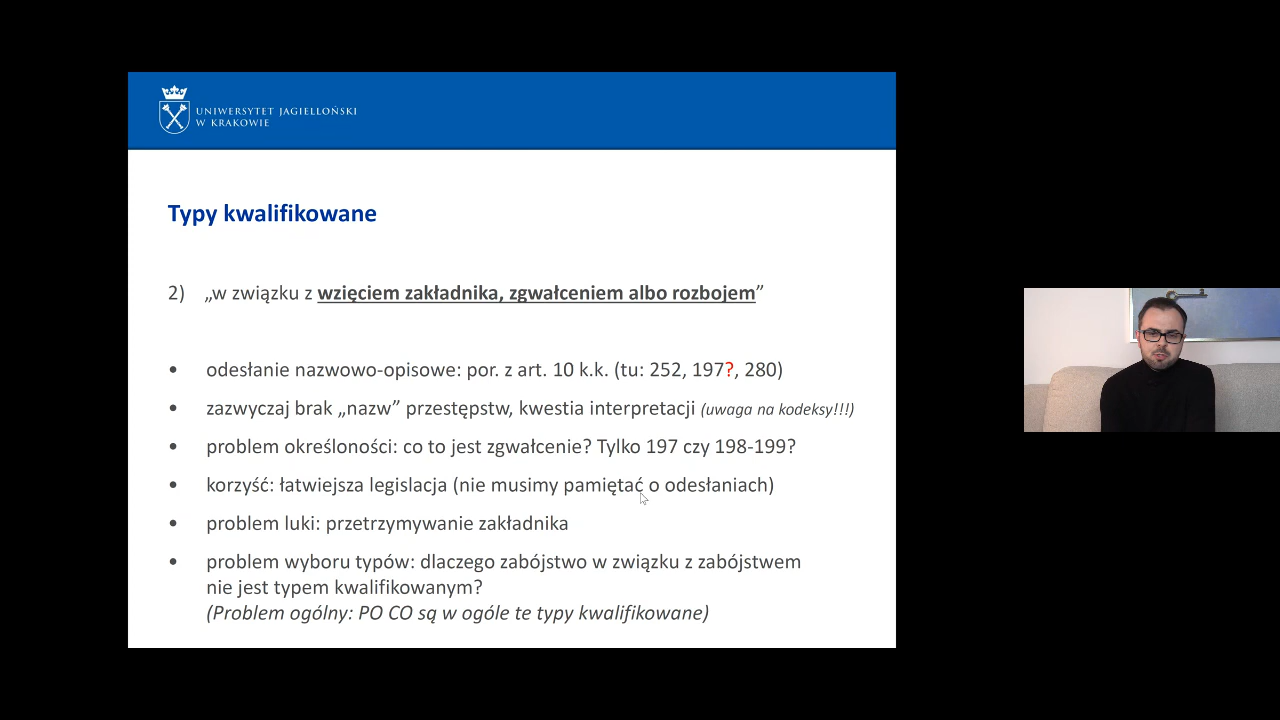 UNIWERSYTET JAGIELLOŃSKI
W KRAKOWIE
Typy kwalifikowane
2) „w związku z wzięciem zakładnika, zgwałceniem albo rozbojem”
• odesłanie nazwowo-opisowe: por. z art. 10 k.k. (tu: 252, 197?, 280)
• zazwyczaj brak „nazw” przestępstw, kwestia interpretacji (uwaga na kodeksy!!!)
• problem określoności: co to jest zgwałcenie? Tylko 197 czy 198-199?
• korzyść: łatwiejsza legislacja (nie musimy pamiętać o odesłaniach)
• problem luki: przetrzymywanie zakładnika
• problem wyboru typów: dlaczego zabójstwo w związku z zabójstwem
nie jest typem kwalifikowanym?
(Problem ogólny: PO CO są w ogóle te typy kwalifikowane)